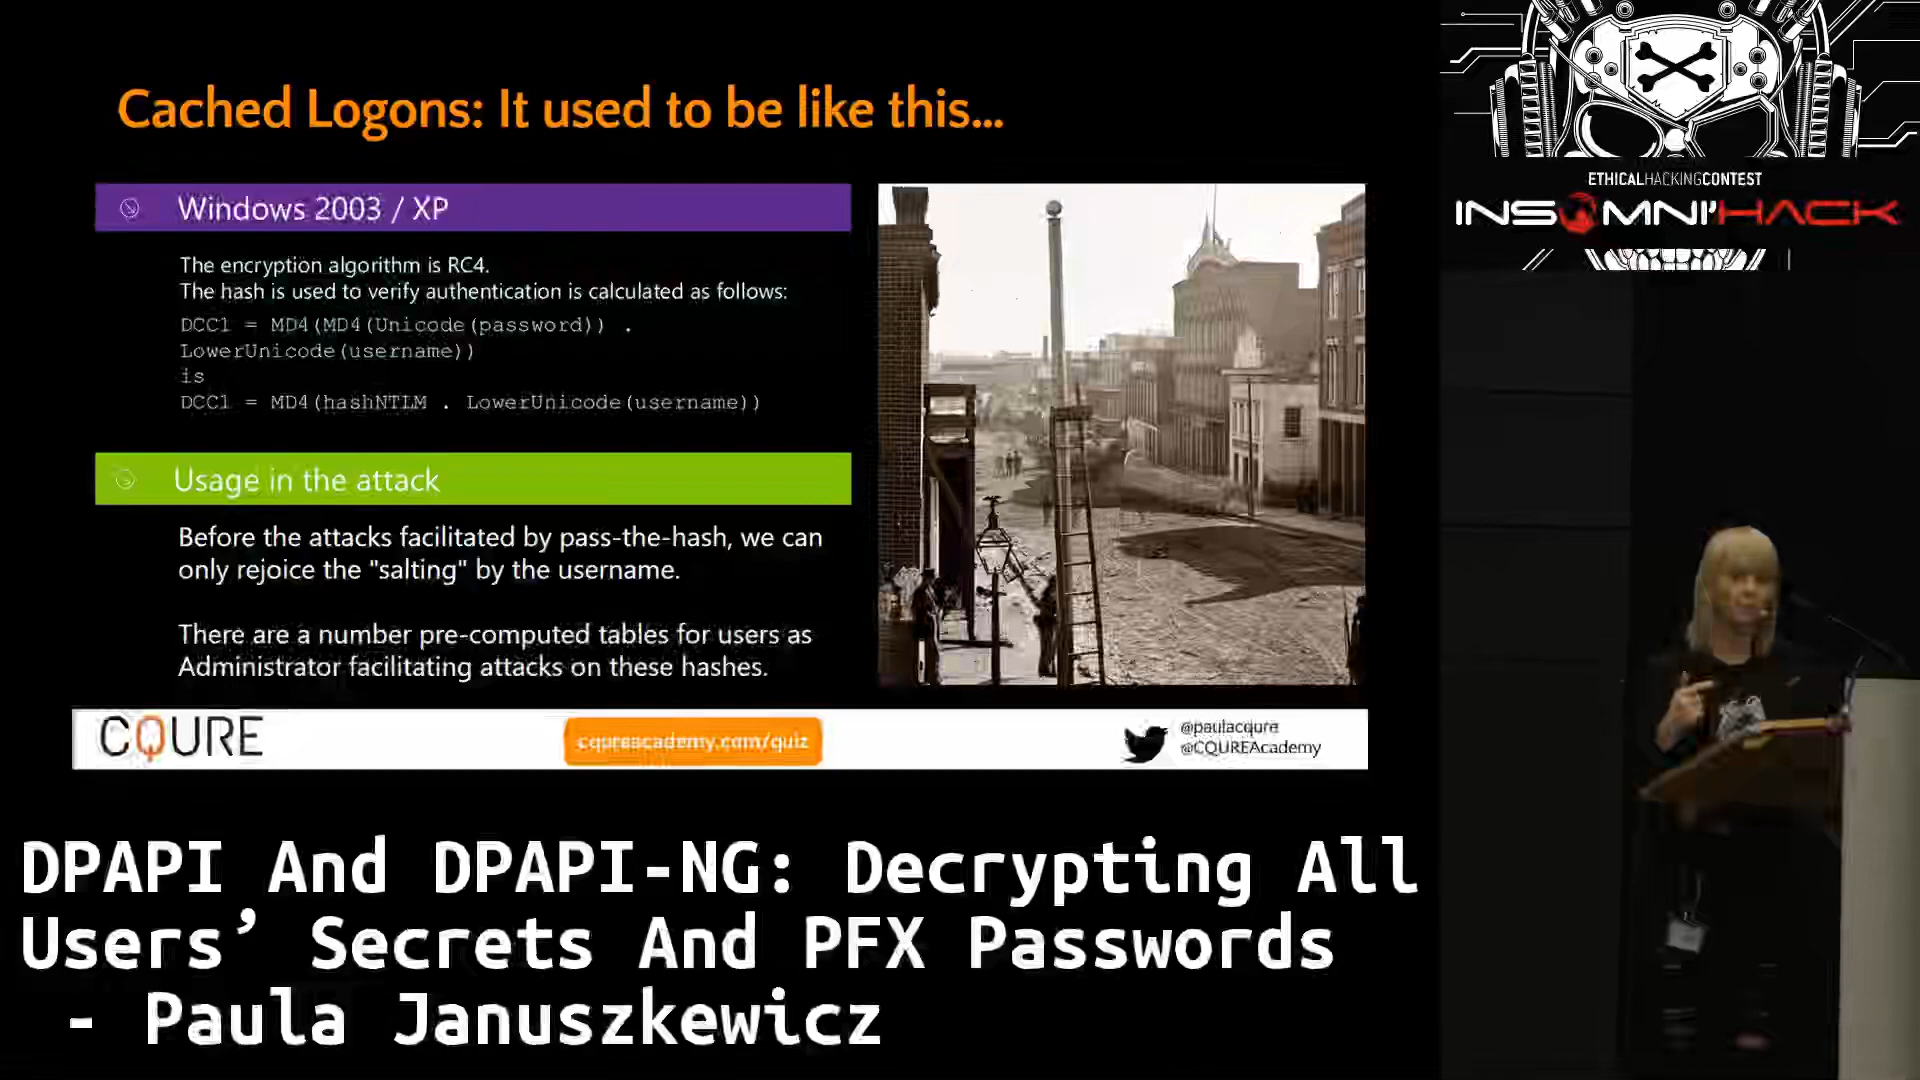 Cached Logons: It used to be like this...
Windows 2003 / XP
The encryption algorithm is RC4.
The hash is used to verify authentication is calculated as follows:
DCC1 = MD4(MD4(Unicode(password)) .
LowerUnicode(username))
is
DCC1 = MD4(hashNTLM . LowerUnicode(username))
Usage in the attack
Before the attacks facilitated by pass-the-hash, we can
only rejoice the "salting" by the username.
There are a number pre-computed tables for users as
Administrator facilitating attacks on these hashes.
CQURE
cqureacademy.com/quiz
@paulacqure
@CQUREAcademy
ETHICALHACKINGCONTEST
INSOMNI'HACK
DPAPI And DPAPI-NG: Decrypting All
Users’ Secrets And PFX Passwords
- Paula Januszkewicz